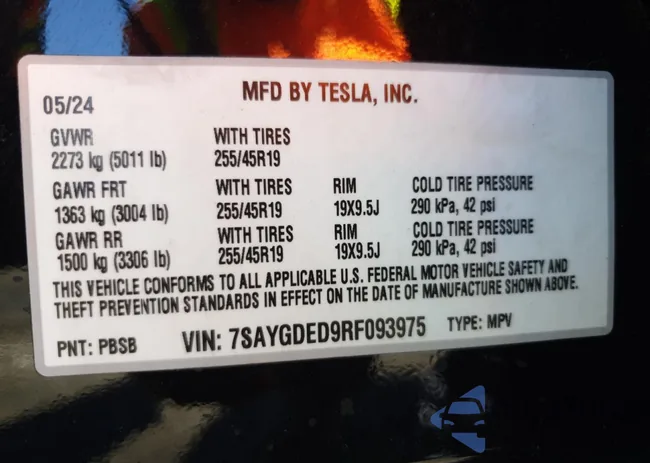 MFD BY TESLA, INC.
05/24
GVWR WITH TIRES
2273 kg (5011 lb) 255/45R19
GAWR FRT WITH TIRES RIM COLD TIRE PRESSURE
1363 kg (3004 lb) 255/45R19 19X9.5J 290 kPa, 42 psi
GAWR RR WITH TIRES RIM COLD TIRE PRESSURE
1500 kg (3306 lb) 255/45R19 19X9.5J 290 kPa, 42 psi
THIS VEHICLE CONFORMS TO ALL APPLICABLE U.S. FEDERAL MOTOR VEHICLE SAFETY AND
THEFT PREVENTION STANDARDS IN EFFECT ON THE DATE OF MANUFACTURE SHOWN ABOVE.
PNT: PBSB VIN: 7SAYGDED9RF093975 TYPE: MPV